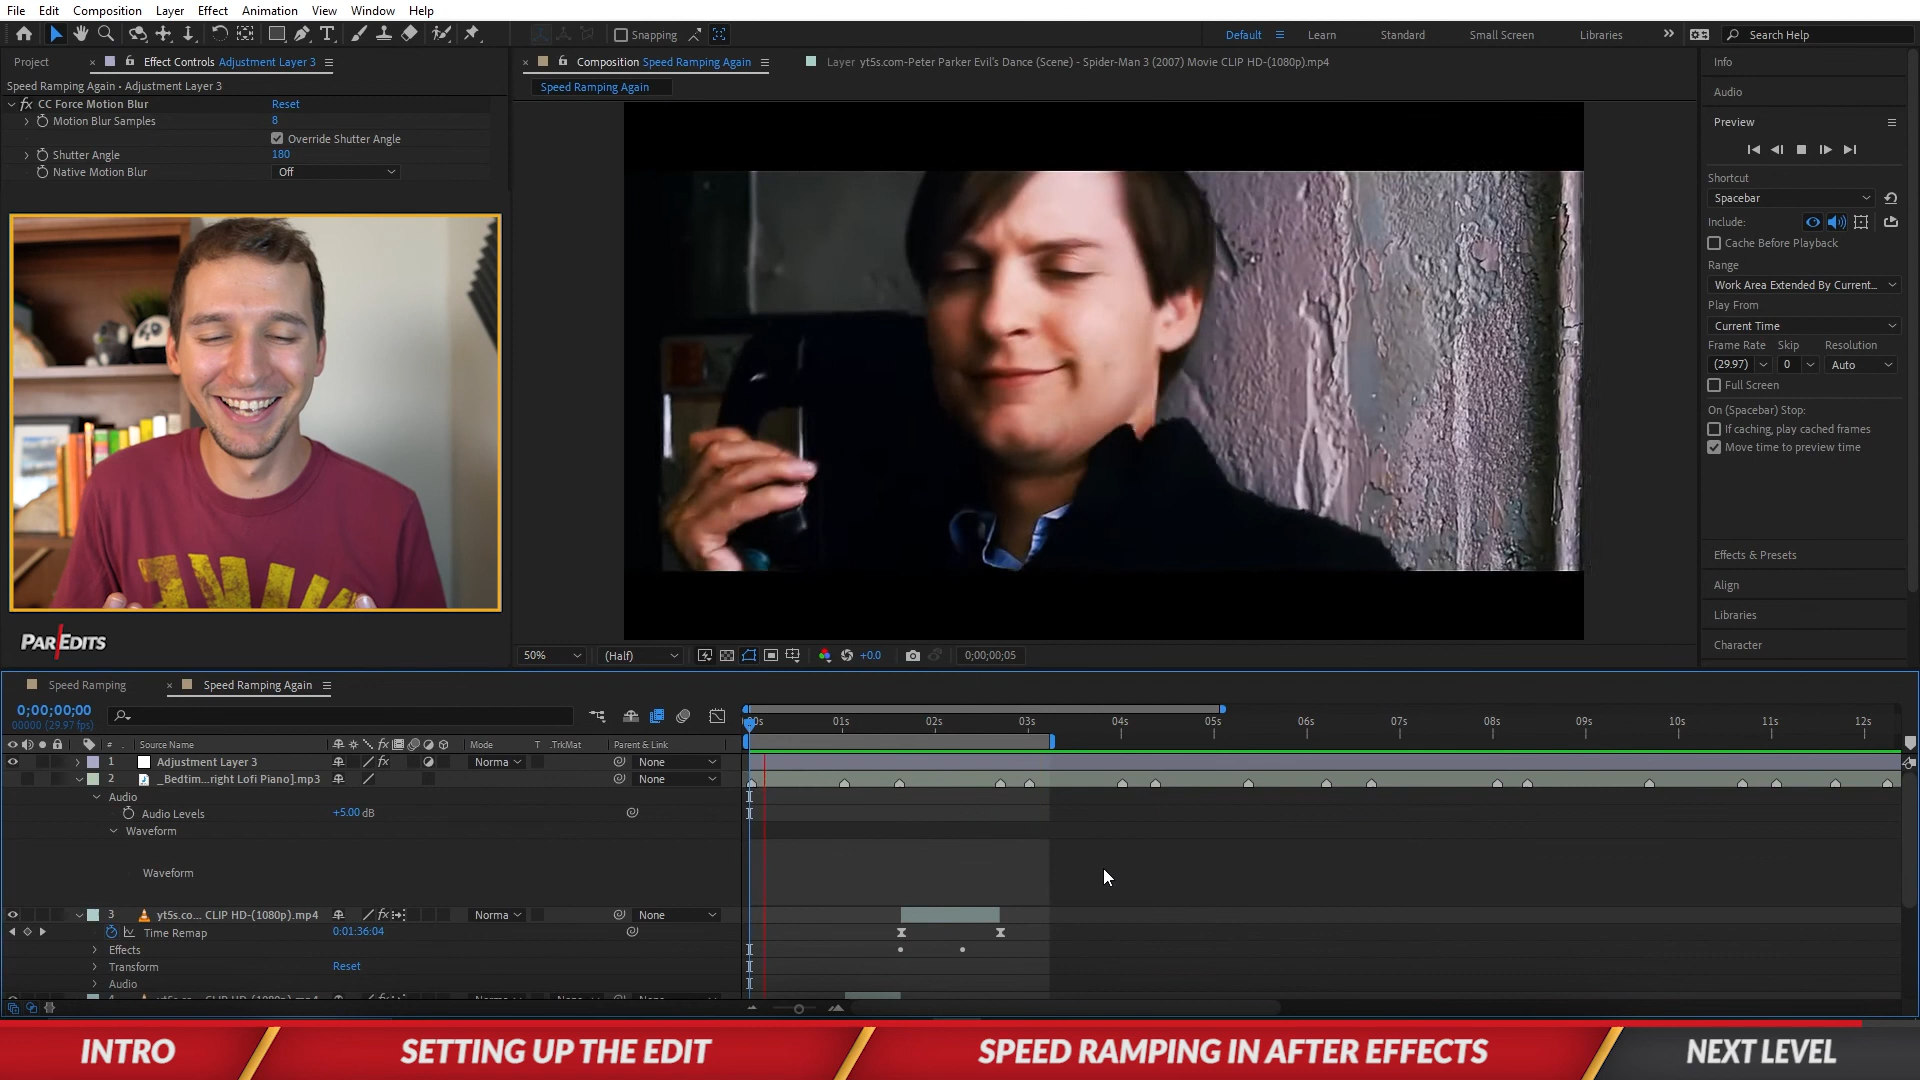 File Edit Composition Layer Effect Animation View Window Help
Snapping
Default Learn Standard Small Screen Libraries Search Help
Project Effect Controls Adjustment Layer 3
Composition Speed Ramping Again
Layer yt5s.com-Peter Parker Evil's Dance (Scene) - Spider-Man 3 (2007) Movie CLIP HD-(1080p).mp4
Speed Ramping Again • Adjustment Layer 3
Speed Ramping Again
fx CC Force Motion Blur Reset
Motion Blur Samples 8
Override Shutter Angle
Shutter Angle 180
Native Motion Blur Off
Info
Audio
Preview
Shortcut
Spacebar
Include:
Cache Before Playback
Range
Work Area Extended By Current...
Play From
Current Time
Frame Rate Skip Resolution
(29.97) 0 Auto
Full Screen
On (Spacebar) Stop:
If caching, play cached frames
Move time to preview time
Effects & Presets
Align
Libraries
Character
PAR/EDITS
50% (Half) +0.0 0;00;00;05
Speed Ramping Speed Ramping Again
0;00;00;00
00000 (29.97 fps)
00s 01s 02s 03s 04s 05s 06s 07s 08s 09s 10s 11s 12s
# Source Name fx Mode T .TrkMat Parent & Link
1 Adjustment Layer 3 fx Norma None
2 _Bedtim...right Lofi Piano].mp3 None
Audio
Audio Levels +5.00 dB
Waveform
Waveform
3 yt5s.co... CLIP HD-(1080p).mp4 fx Norma None
Time Remap 0:01:36:04
Effects
Transform Reset
Audio
INTRO SETTING UP THE EDIT SPEED RAMPING IN AFTER EFFECTS NEXT LEVEL